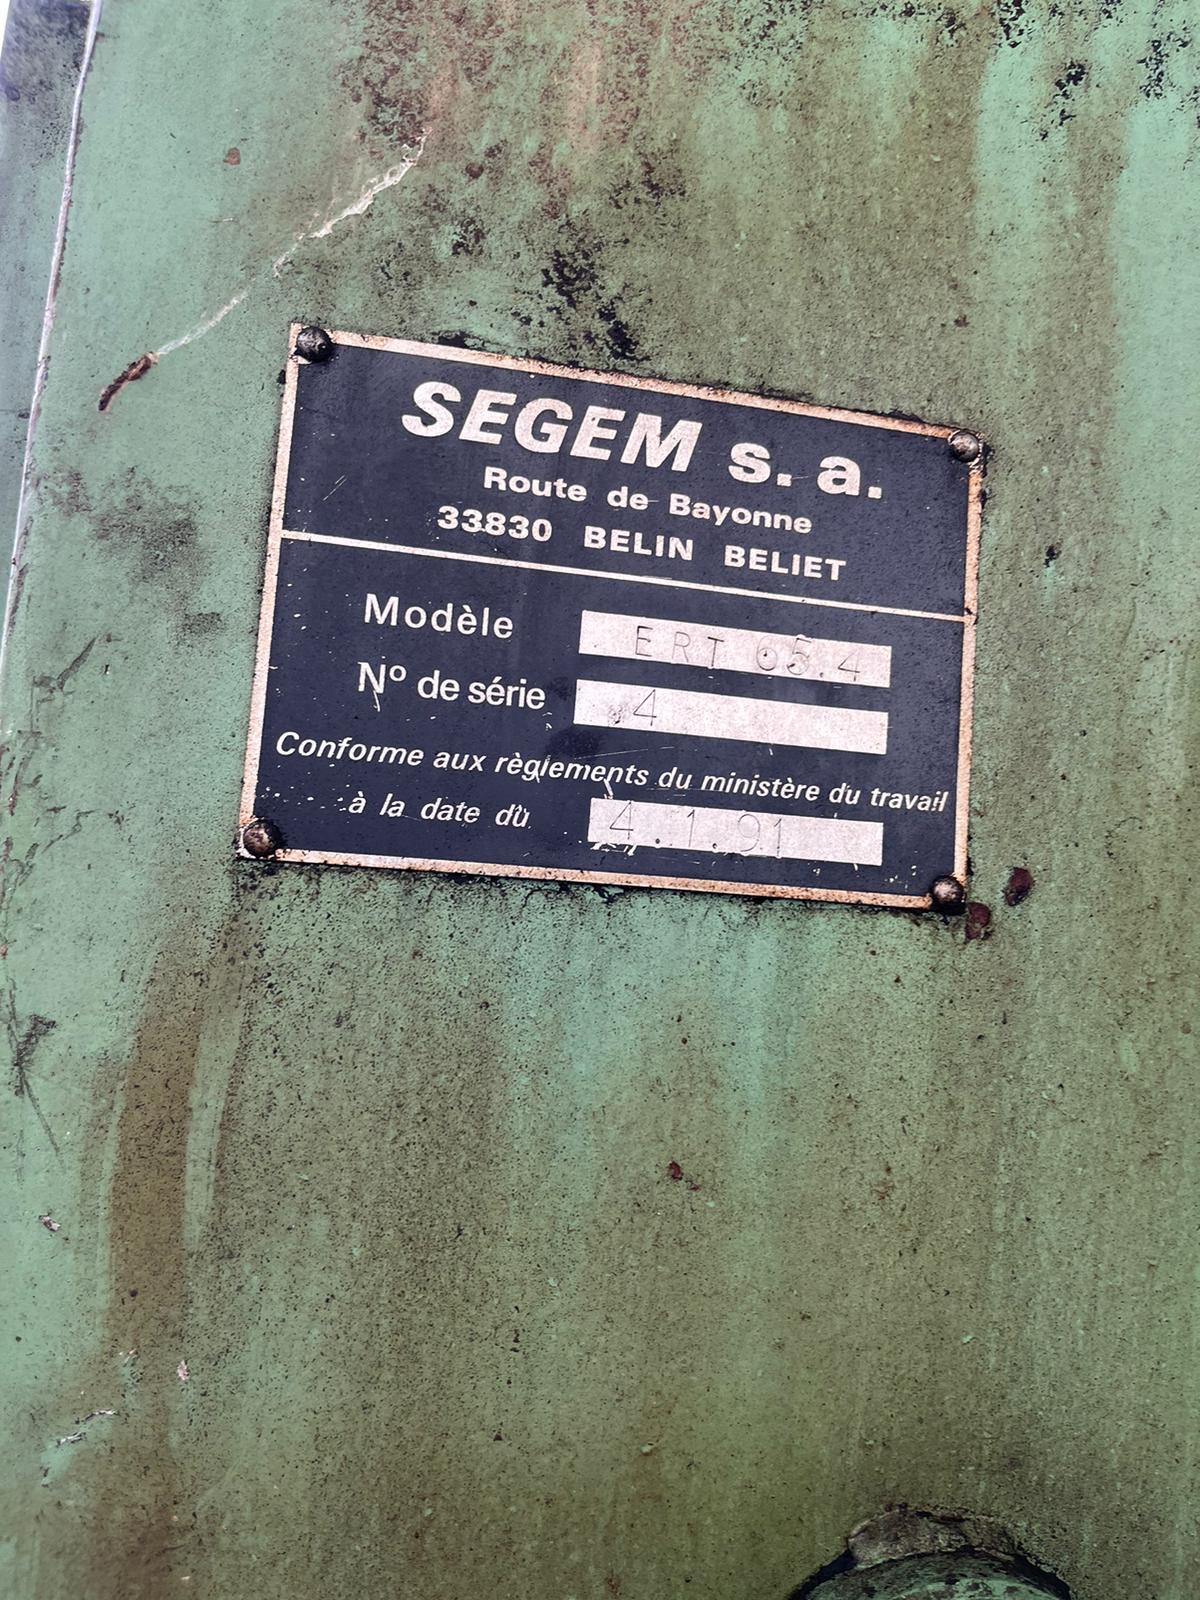 SEGEM s. a.
Route de Bayonne
33830 BELIN BELIET
Modèle ERT 65.4
Nº de série 4
Conforme aux règlements du ministère du travail
à la date du 4.1.91